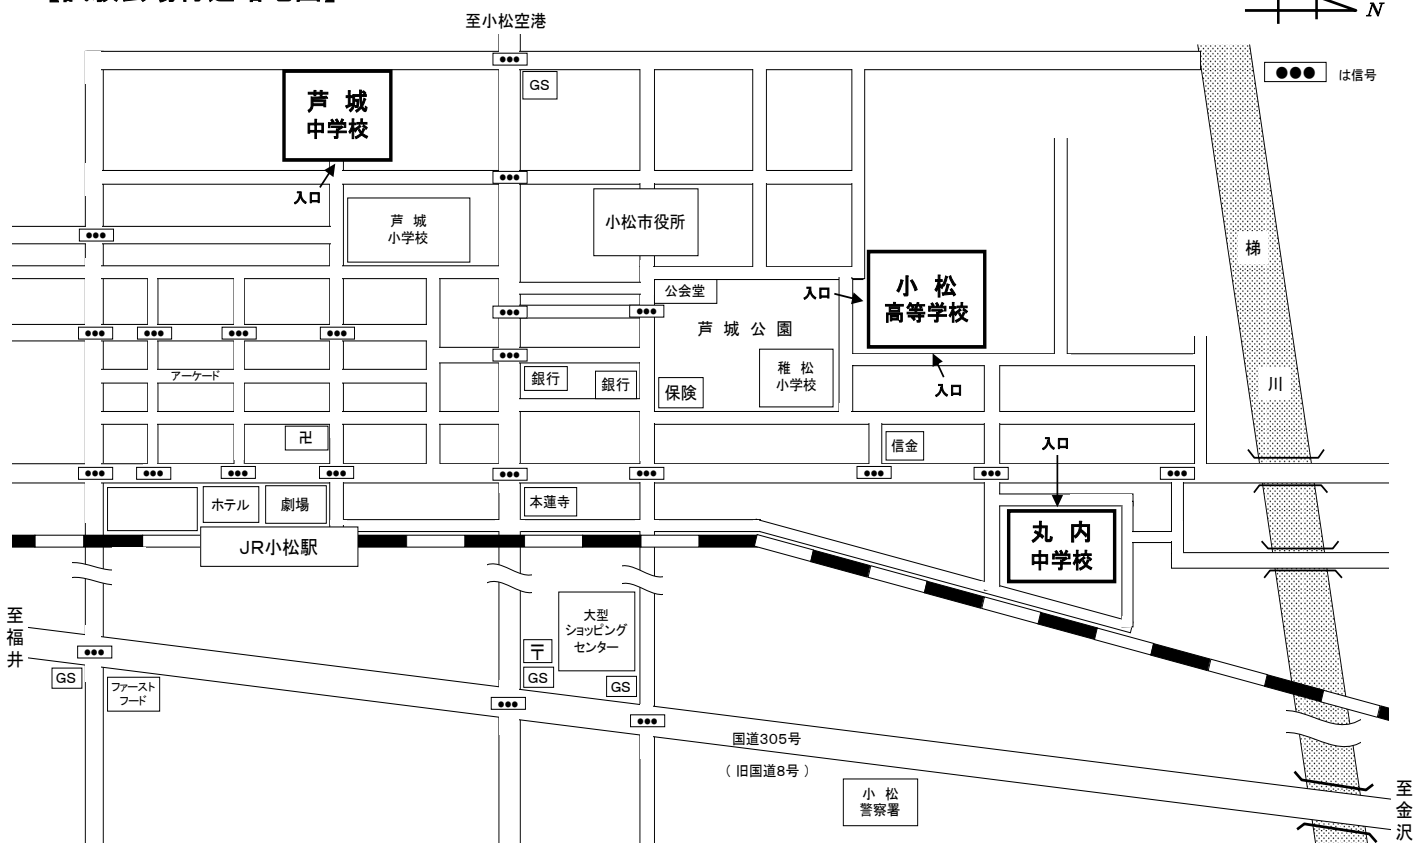 至小松空港
N
●●● は信号
GS
芦 城
中学校
入口
芦 城
小学校
小松市役所
梯
川
公会堂
入口
小 松
高等学校
芦 城 公 園
稚 松
小学校
入口
アーケード
銀行
銀行
保険
卍
信金
入口
ホテル
劇場
本蓮寺
丸 内
中学校
JR小松駅
至
福
井
大型
ショッピング
センター
〒
GS
GS
GS
ファースト
フード
国道305号
( 旧国道8号 )
小 松
警察署
至
金
沢